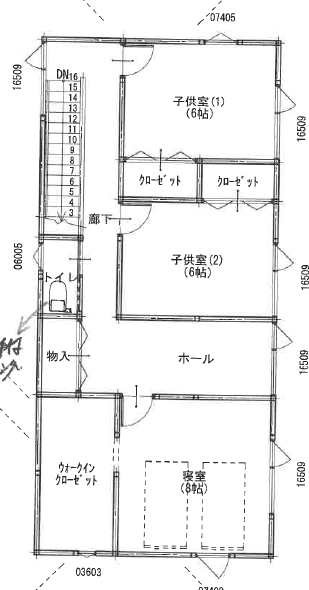 07405
16509
DN16
15
14
13
12
11
10
9
8
7
6
5
4
3
子供室(1)
(6帖)
16509
クローゼット
クローゼット
廊下
子供室(2)
(6帖)
06005
トイレ
16509
物入
ホール
16509
ウォークイン
クローゼット
寝室
(8帖)
16509
03603